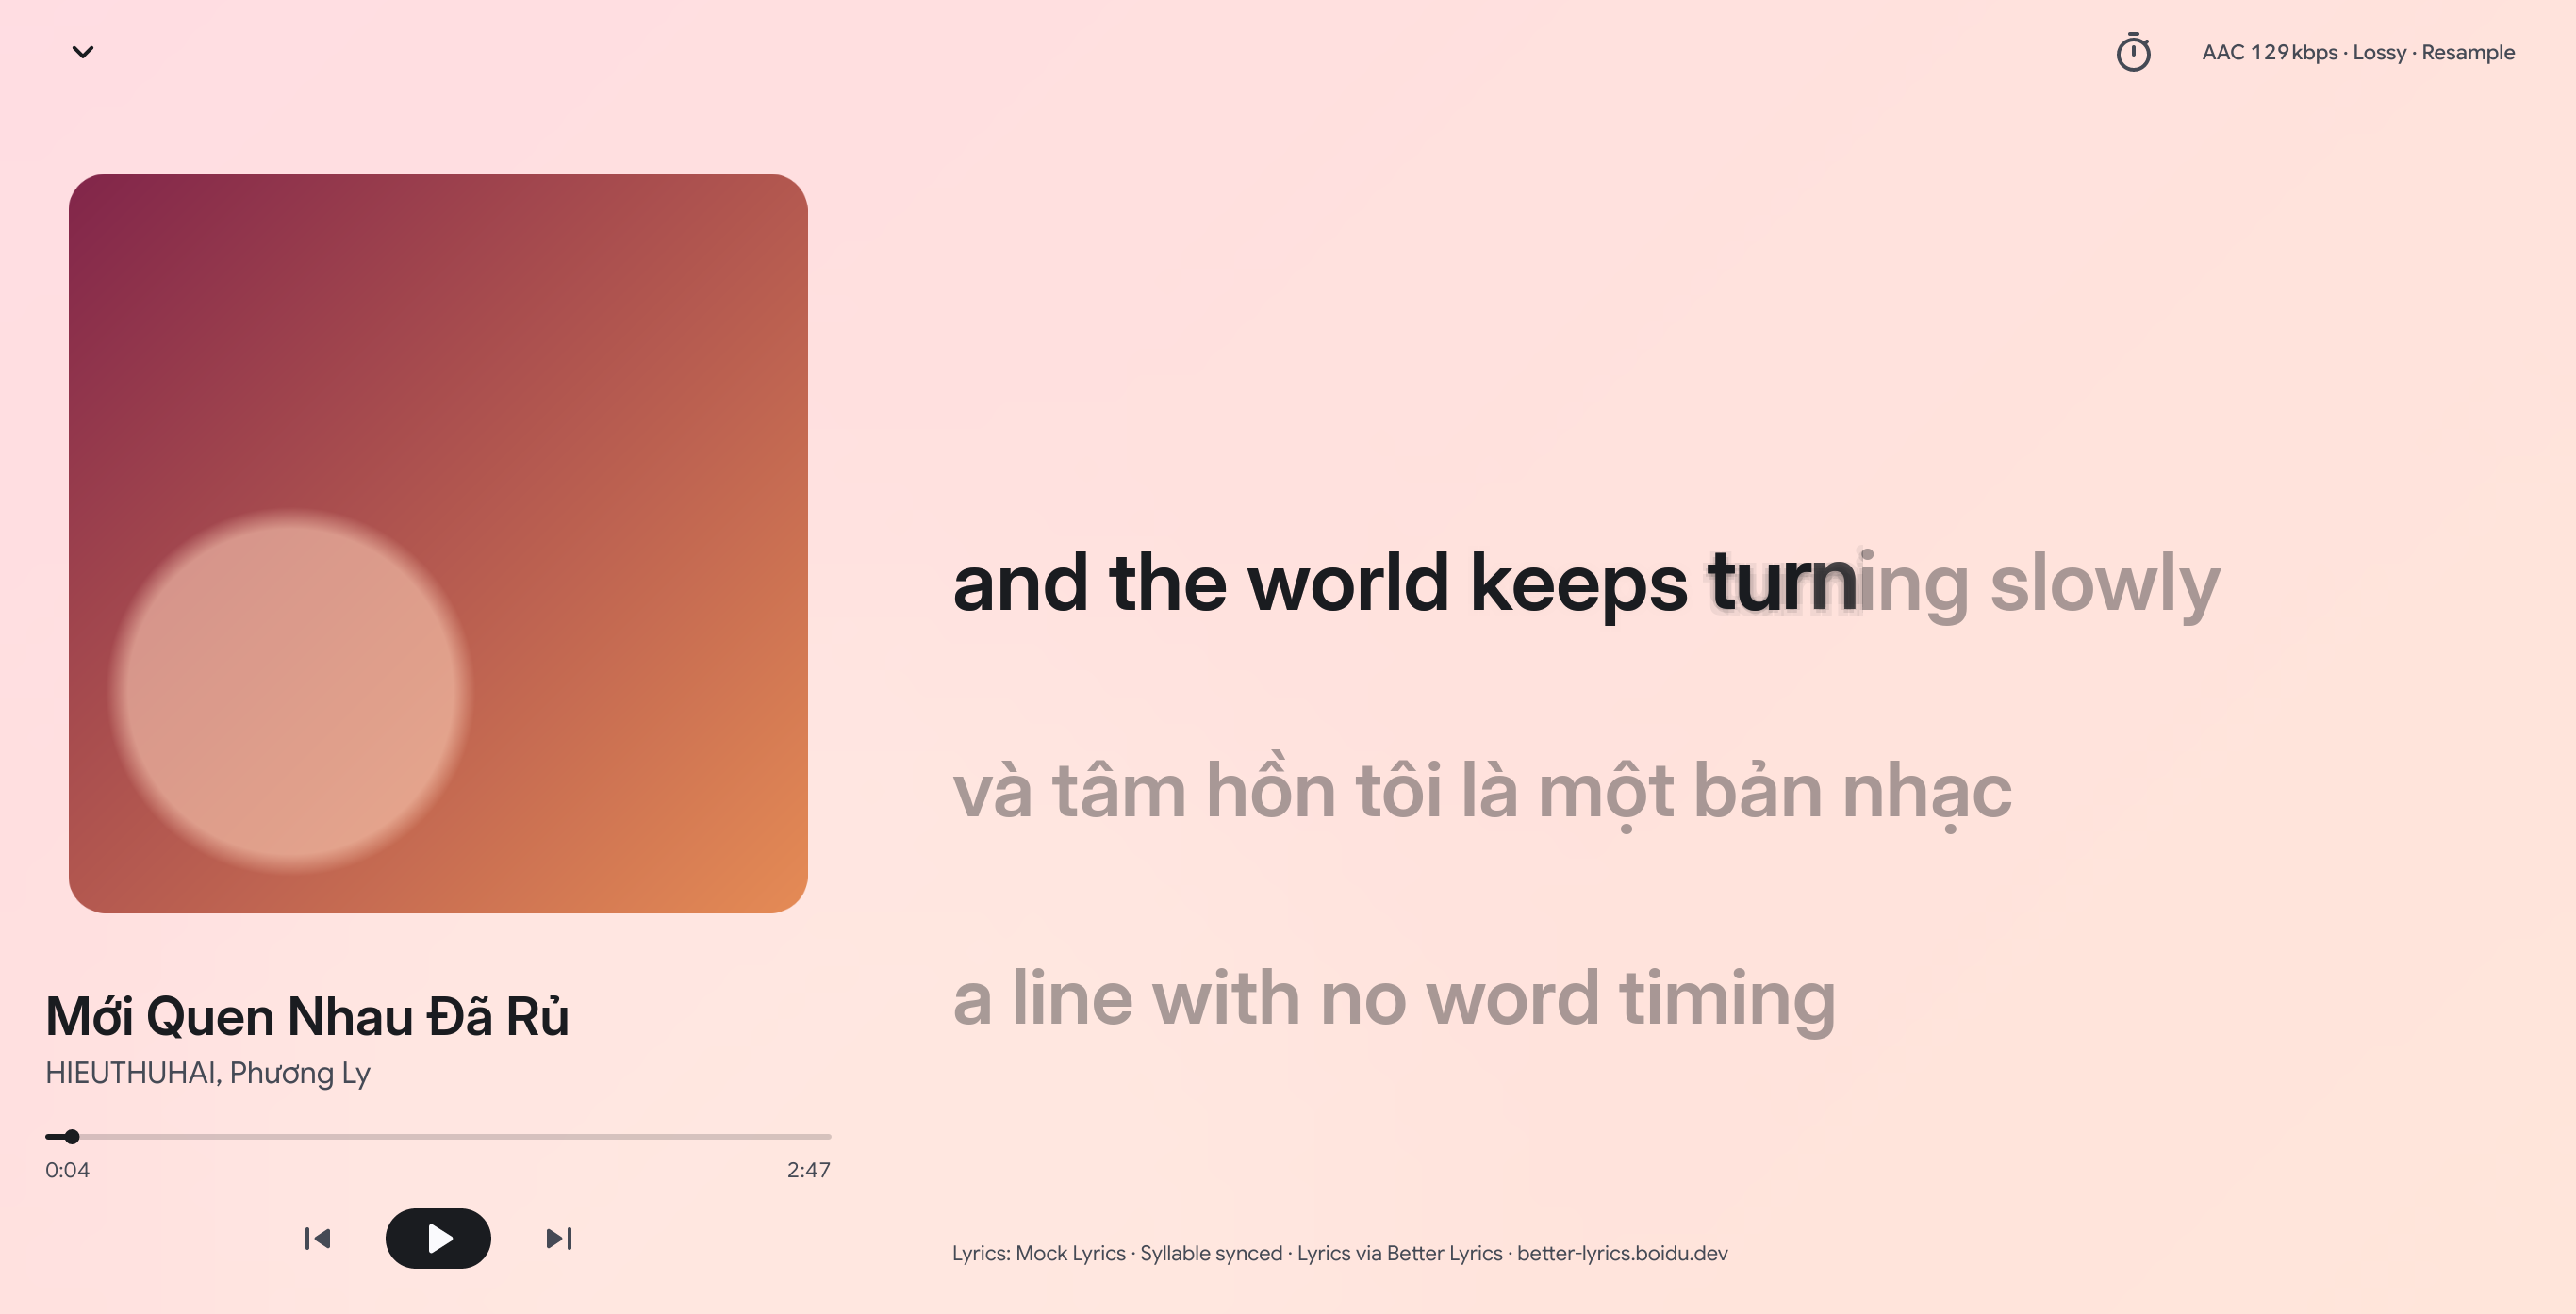 AAC 129kbps · Lossy · Resample
and the world keeps turning slowly
và tâm hồn tôi là một bản nhạc
a line with no word timing
Mới Quen Nhau Đã Rủ
HIEUTHUHAI, Phương Ly
0:04 2:47
Lyrics: Mock Lyrics · Syllable synced · Lyrics via Better Lyrics · better-lyrics.boidu.dev